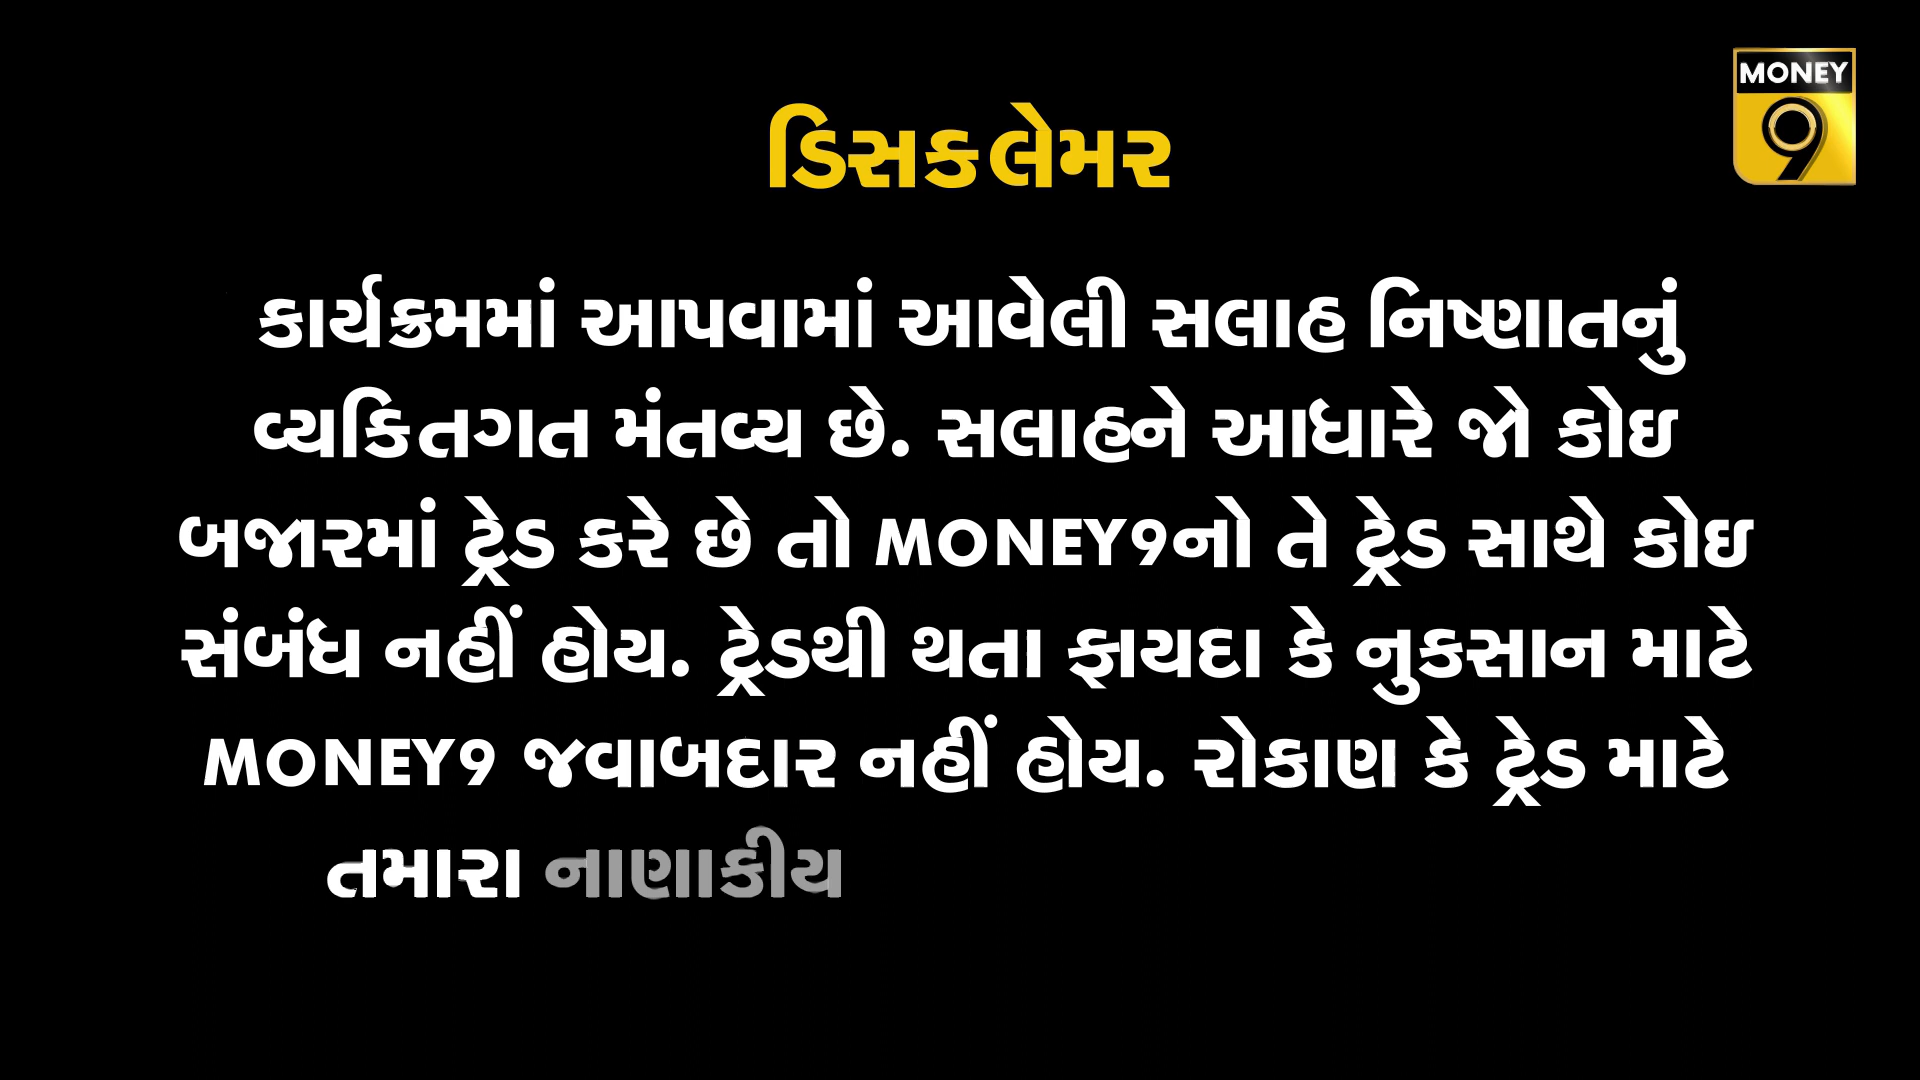 MONEY
9
ડિસકલેમર
કાર્યક્રમમાં આપવામાં આવેલી સલાહ નિષ્ણાતનું
વ્યકિતગત મંતવ્ય છે. સલાહને આધારે જો કોઇ
બજારમાં ટ્રેડ કરે છે તો MONEY9નો તે ટ્રેડ સાથે કોઇ
સંબંધ નહીં હોય. ટ્રેડથી થતા ફાયદા કે નુકસાન માટે
MONEY9 જવાબદાર નહીં હોય. રોકાણ કે ટ્રેડ માટે
તમારા નાણાકીય